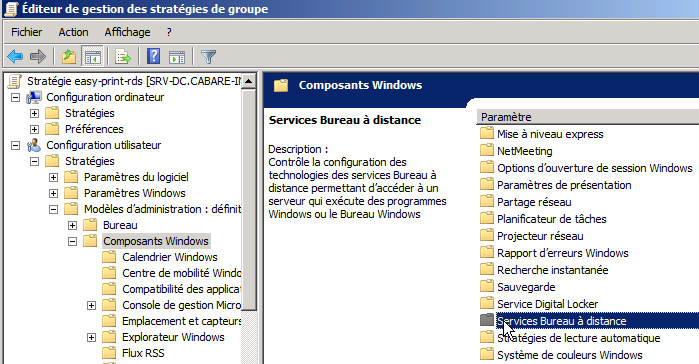 Éditeur de gestion des stratégies de groupe
Fichier Action Affichage ?
Stratégie easy-print-rds [SRV-DC.CABARE-IN
Configuration ordinateur
Stratégies
Préférences
Configuration utilisateur
Stratégies
Paramètres du logiciel
Paramètres Windows
Modèles d'administration : définit
Bureau
Composants Windows
Calendrier Windows
Centre de mobilité Windo
Compatibilité des applicat
Console de gestion Micro
Emplacement et capteurs
Explorateur Windows
Flux RSS
Composants Windows
Services Bureau à distance
Description :
Contrôle la configuration des
technologies des services Bureau à
distance permettant d'accéder à un
serveur qui exécute des programmes
Windows ou le Bureau Windows
Paramètre
Mise à niveau express
NetMeeting
Options d'ouverture de session Windows
Paramètres de présentation
Partage réseau
Planificateur de tâches
Projecteur réseau
Rapport d'erreurs Windows
Recherche instantanée
Sauvegarde
Service Digital Locker
Services Bureau à distance
Stratégies de lecture automatique
Système de couleurs Windows